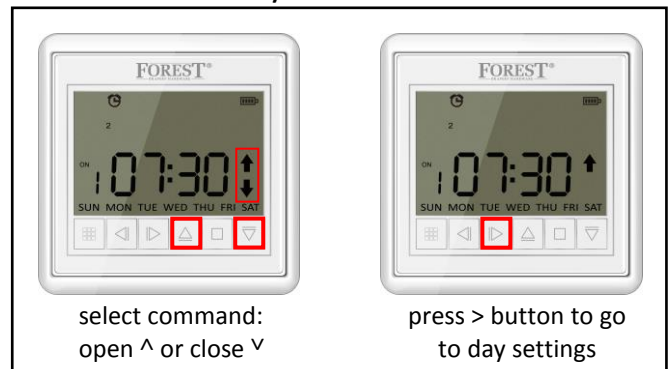 FOREST®
2
ON
1 07:30
SUN MON TUE WED THU FRI SAT
select command:
open ^ or close ˅
FOREST®
2
ON
1 07:30
SUN MON TUE WED THU FRI SAT
press > button to go
to day settings